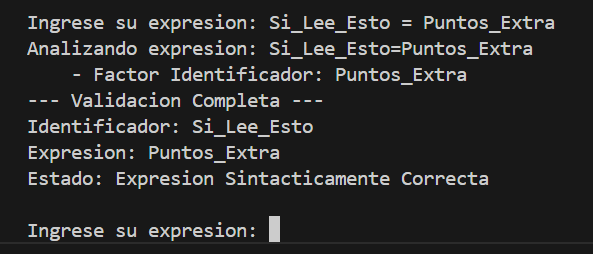 Ingrese su expresion: Si_Lee_Esto = Puntos_Extra
Analizando expresion: Si_Lee_Esto=Puntos_Extra
    - Factor Identificador: Puntos_Extra
--- Validacion Completa ---
Identificador: Si_Lee_Esto
Expresion: Puntos_Extra
Estado: Expresion Sintacticamente Correcta
Ingrese su expresion: